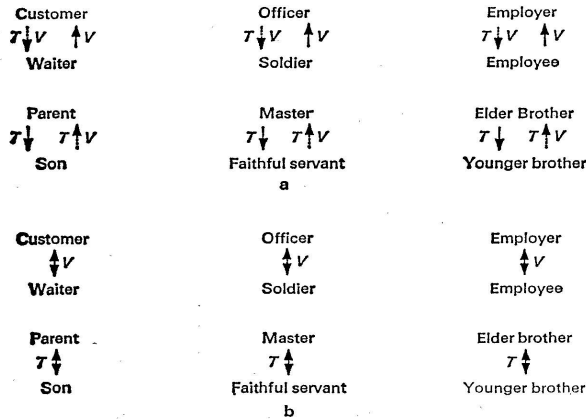 Customer Officer Employer
T V V T V V T V V
Waiter Soldier Employee
Parent Master Elder Brother
T T V T T V T T V
Son Faithful servant Younger brother
a
Customer Officer Employer
V V V
Waiter Soldier Employee
Parent Master Elder brother
T T T
Son Faithful servant Younger brother
b